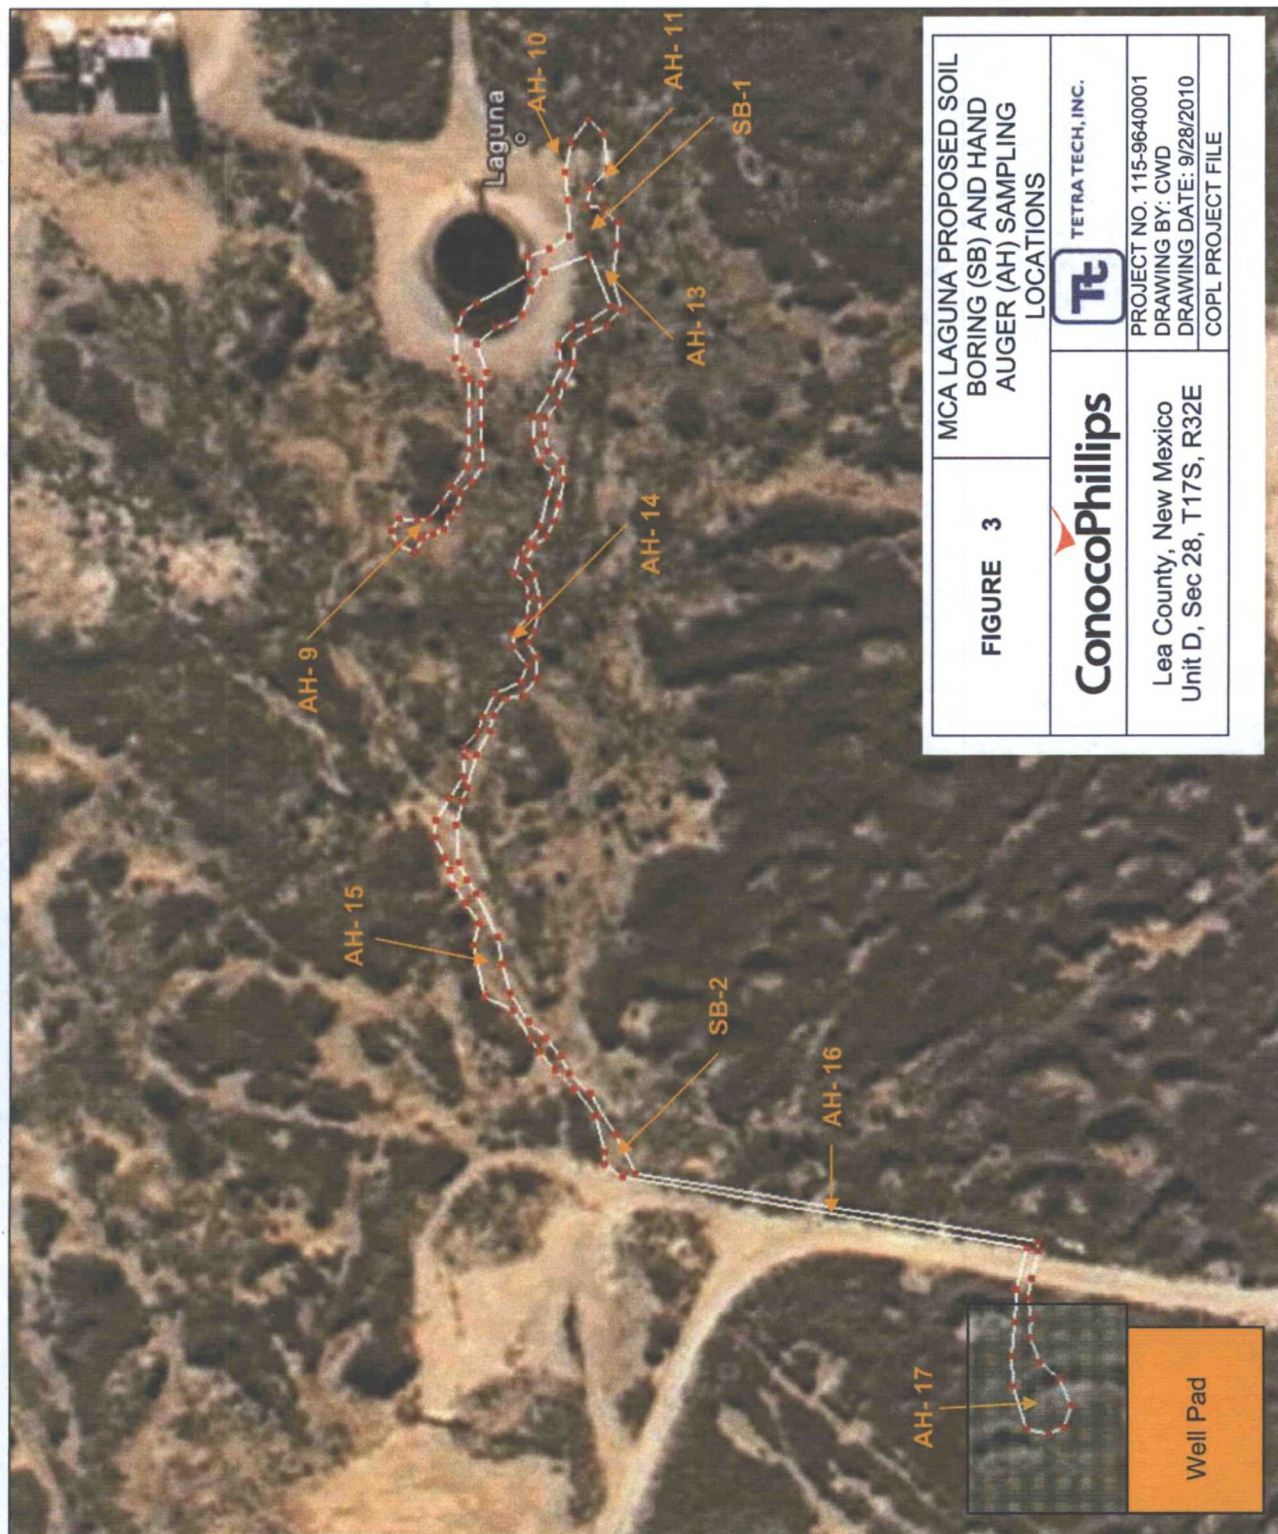 AH-17
Well Pad
AH-16
SB-2
AH-15
AH-9
AH-14
AH-13
SB-1
AH-11
AH-10
Laguna
FIGURE 3
MCA LAGUNA PROPOSED SOIL
BORING (SB) AND HAND
AUGER (AH) SAMPLING
LOCATIONS
ConocoPhillips
Tt
TETRA TECH, INC.
Lea County, New Mexico
Unit D, Sec 28, T17S, R32E
PROJECT NO. 115-9640001
DRAWING BY: CWD
DRAWING DATE: 9/28/2010
COPL PROJECT FILE